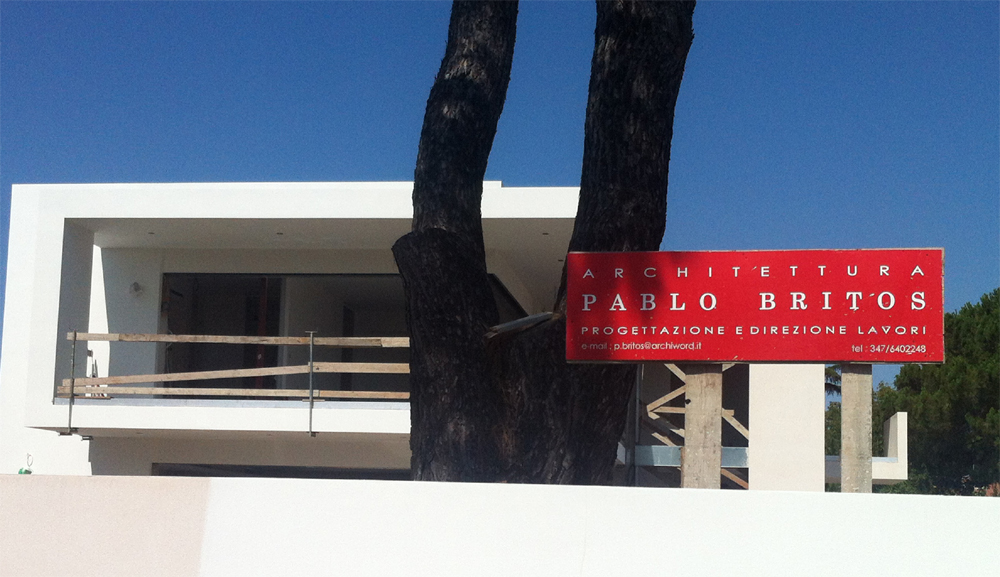 ARCHITETTURA
PABLO BRITOS
PROGETTAZIONE E DIREZIONE LAVORI
e-mail : p.britos@archiword.it tel : 347/6402248